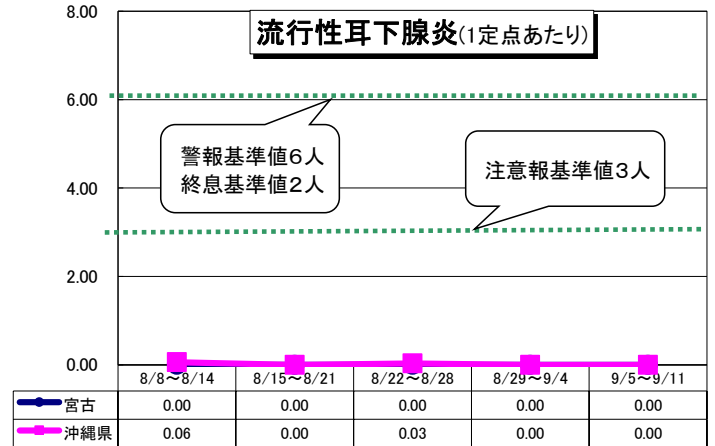 流行性耳下腺炎(1定点あたり)
8.00
6.00
4.00
2.00
0.00
警報基準値6人
終息基準値2人
注意報基準値3人
8/8～8/14 8/15～8/21 8/22～8/28 8/29～9/4 9/5～9/11
宮古 0.00 0.00 0.00 0.00 0.00
沖縄県 0.06 0.00 0.03 0.00 0.00